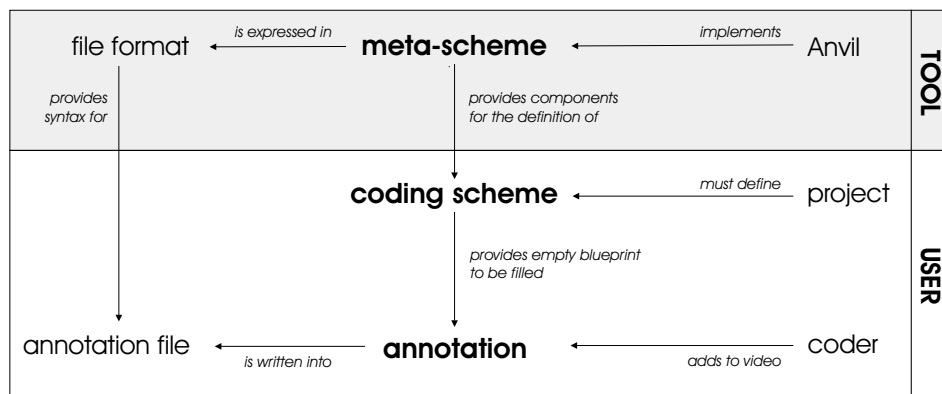 file format
is expressed in
meta-scheme
implements
Anvil
TOOL
provides
syntax for
provides components
for the definition of
coding scheme
must define
project
USER
provides empty blueprint
to be filled
annotation file
is written into
annotation
adds to video
coder